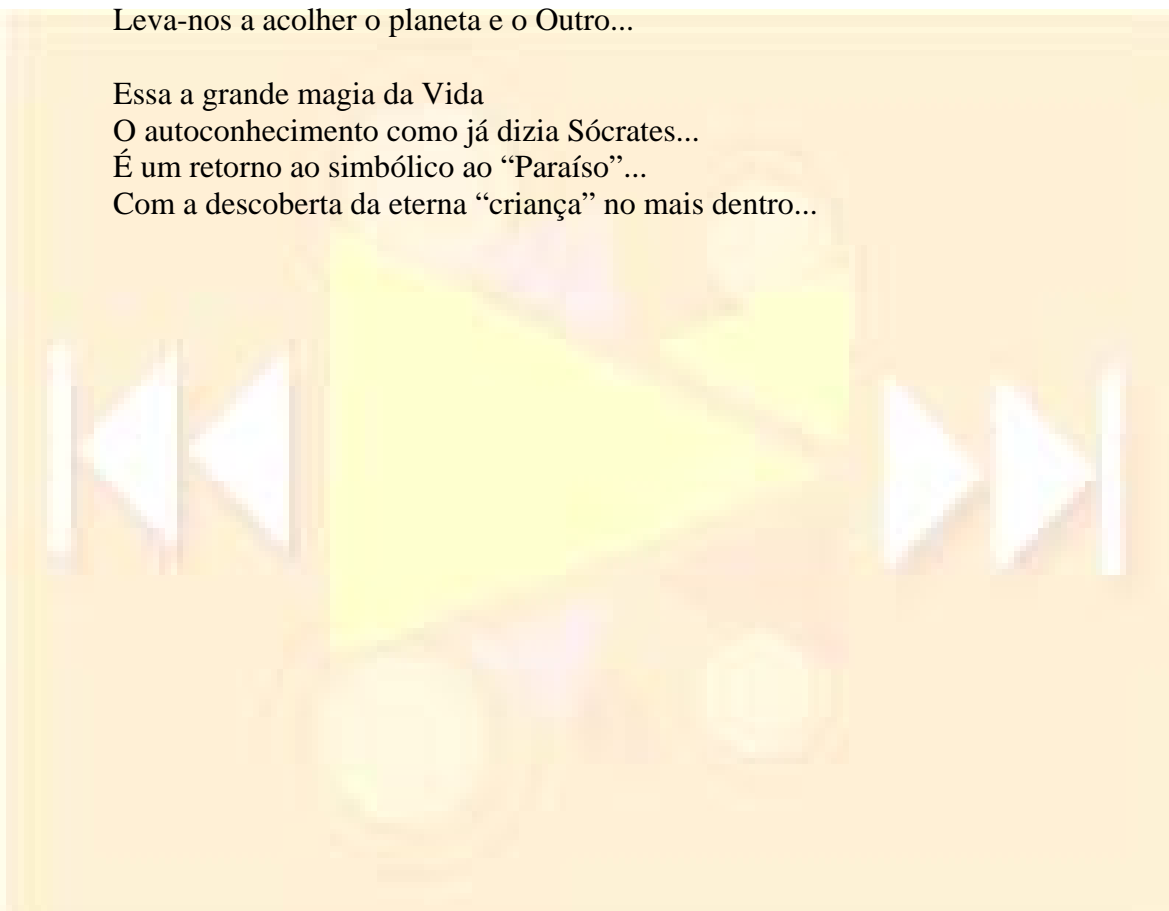 Leva-nos a acolher o planeta e o Outro...
Essa a grande magia da Vida
O autoconhecimento como já dizia Sócrates...
É um retorno ao simbólico ao “Paraíso”...
Com a descoberta da eterna “criança” no mais dentro...